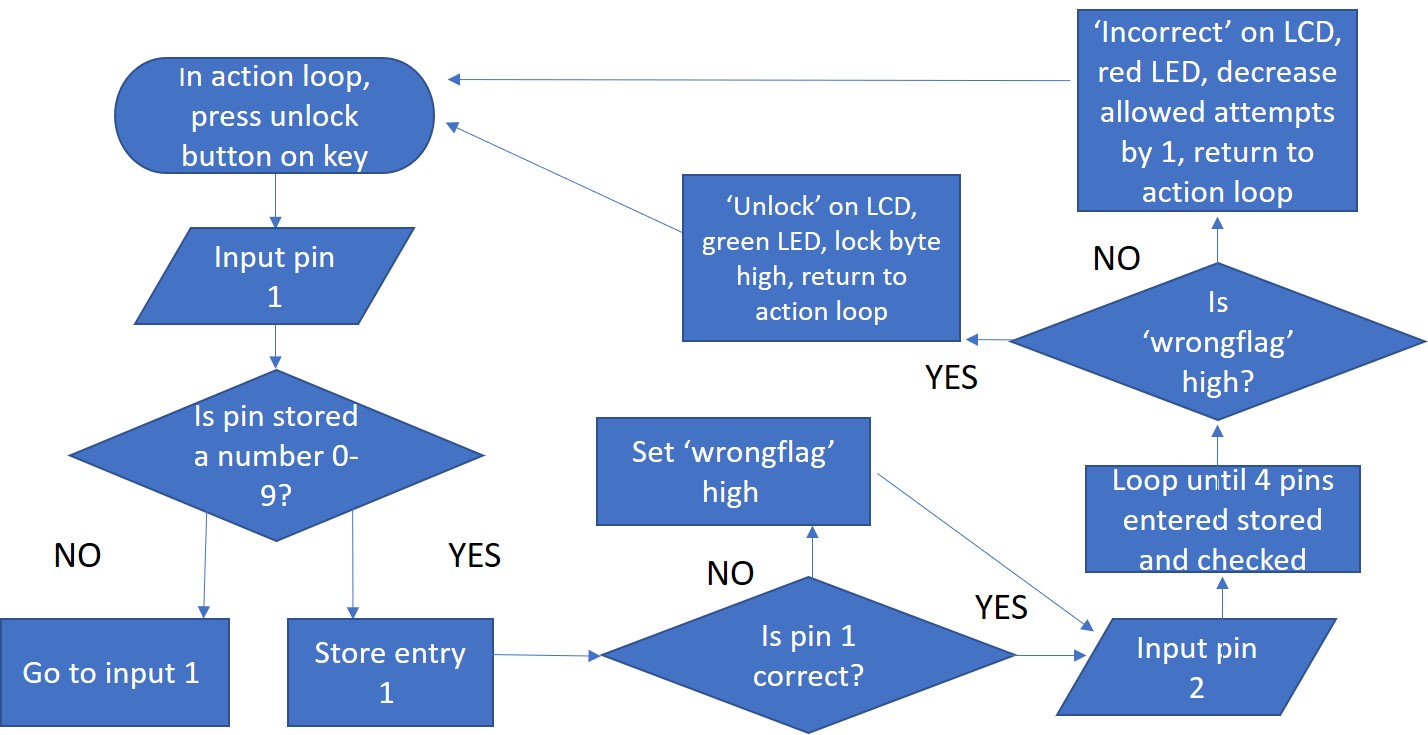 In action loop,
press unlock
button on key
Input pin
1
Is pin stored
a number 0-
9?
NO
YES
Go to input 1
Store entry
1
Is pin 1
correct?
NO
YES
Set ‘wrongflag’
high
Input pin
2
Loop until 4 pins
entered stored
and checked
Is
‘wrongflag’
high?
YES
NO
‘Unlock’ on LCD,
green LED, lock byte
high, return to
action loop
‘Incorrect’ on LCD,
red LED, decrease
allowed attempts
by 1, return to
action loop